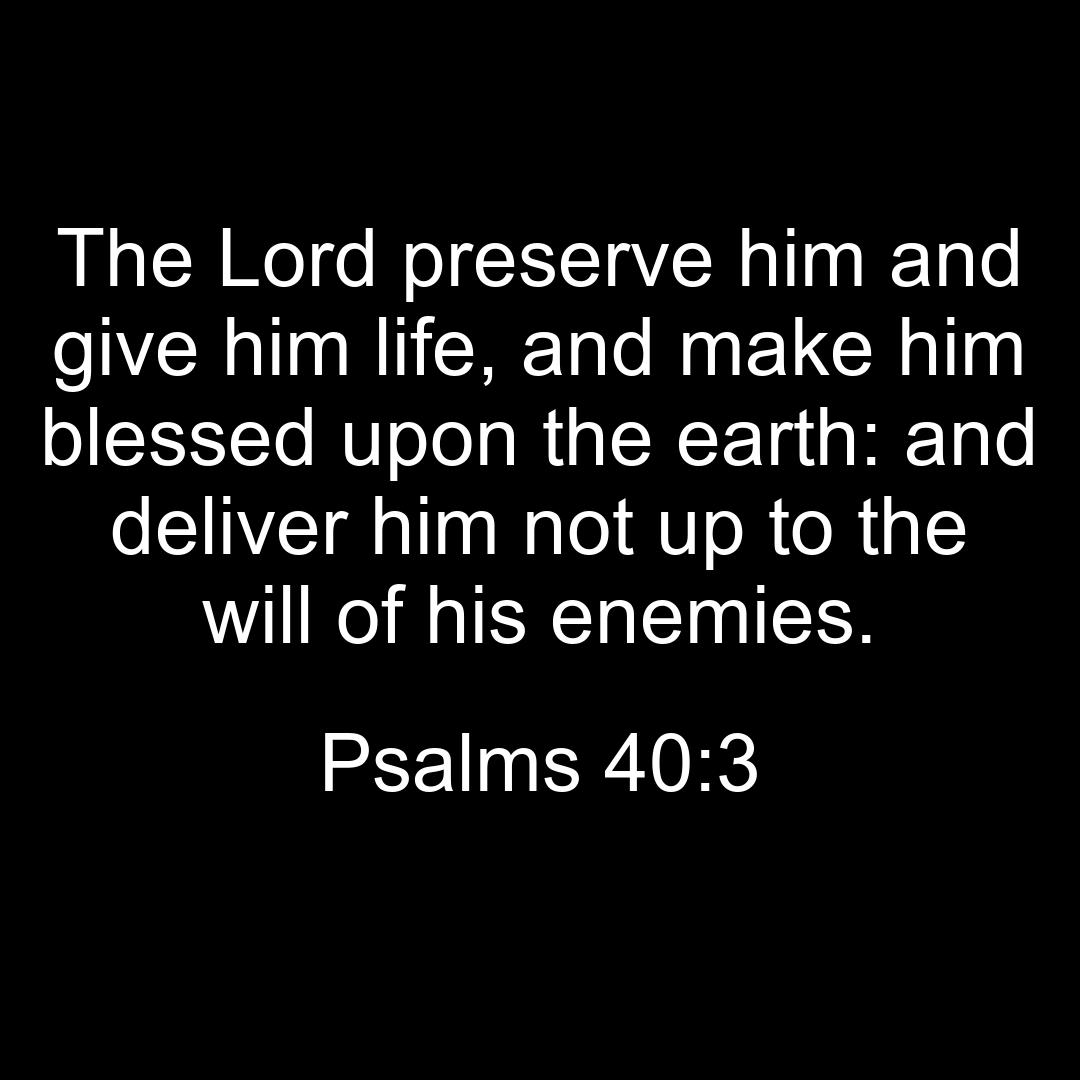 The Lord preserve him and
give him life, and make him
blessed upon the earth: and
deliver him not up to the
will of his enemies.
Psalms 40:3